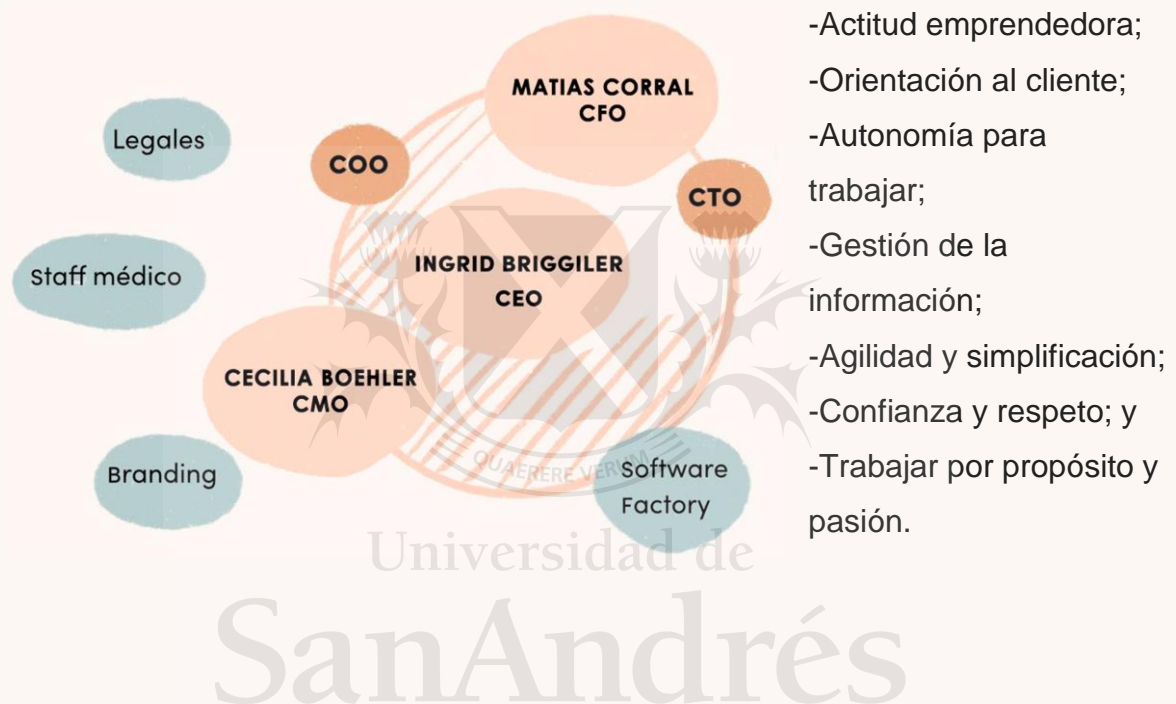 MATIAS CORRAL
CFO
Legales
COO
CTO
Staff médico
INGRID BRIGGILER
CEO
CECILIA BOEHLER
CMO
Branding
Software
Factory
-Actitud emprendedora;
-Orientación al cliente;
-Autonomía para
trabajar;
-Gestión de la
información;
-Agilidad y simplificación;
-Confianza y respeto; y
-Trabajar por propósito y
pasión.
QUAERERE VERUM
Universidad de
SanAndrés